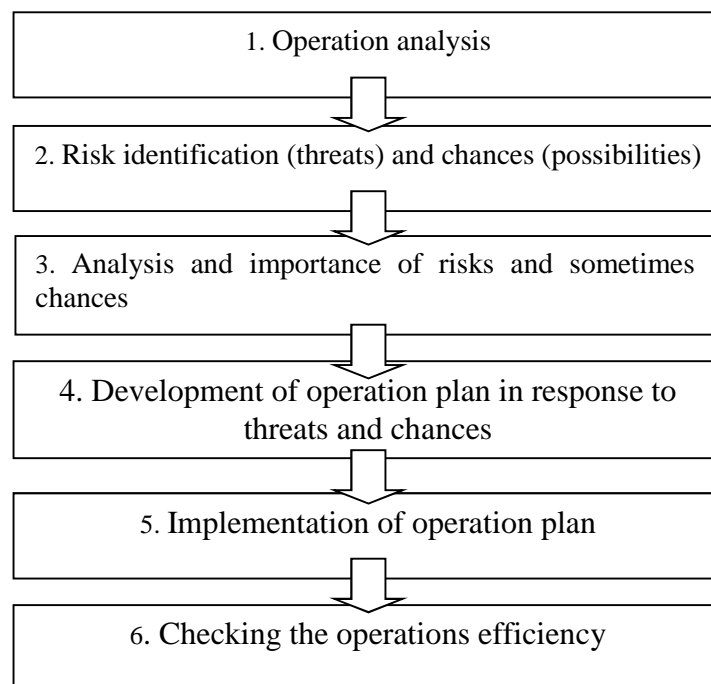 1. Operation analysis
2. Risk identification (threats) and chances (possibilities)
3. Analysis and importance of risks and sometimes
chances
4. Development of operation plan in response to
threats and chances
5. Implementation of operation plan
6. Checking the operations efficiency